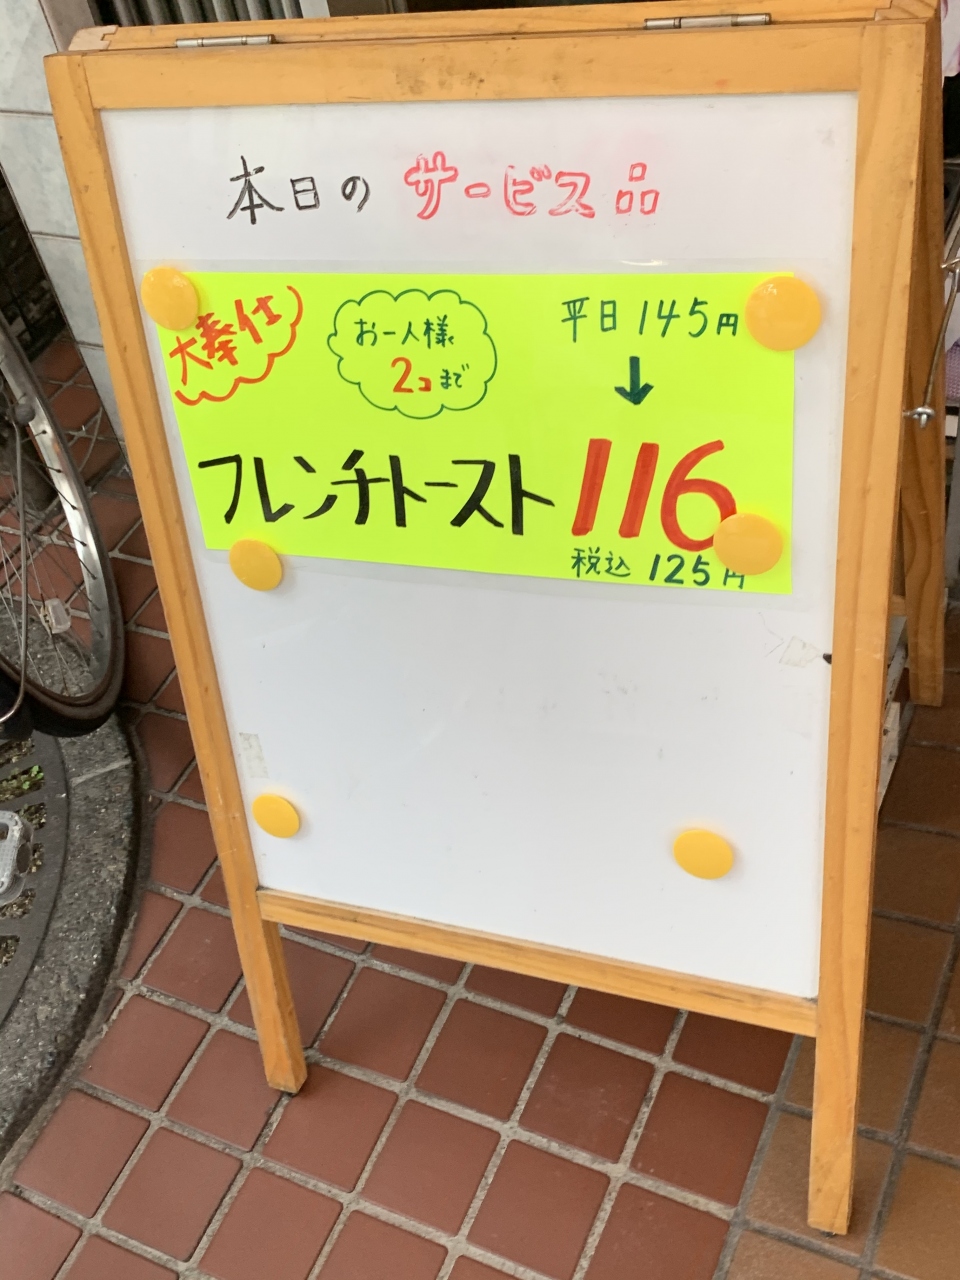 本日のサービス品
大奉仕
お一人様
2コまで
平日145円
↓
フレンチトースト 116
税込 125円